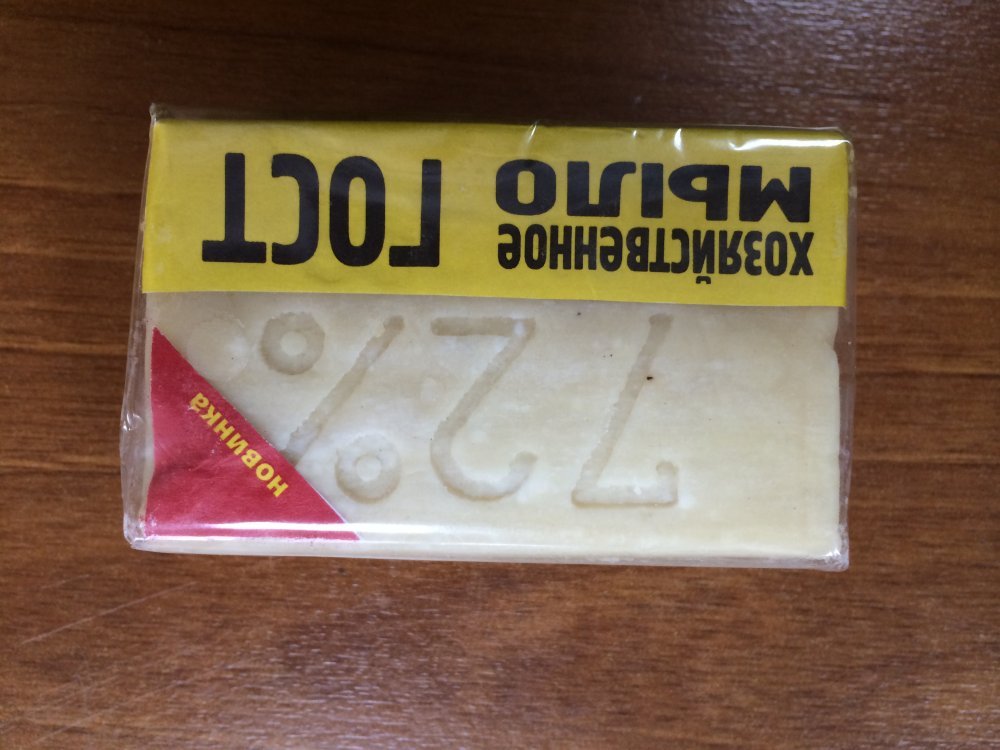 ХОЗЯЙСТВЕННОЕ
МЫЛО
ГОСТ
72%
новинка